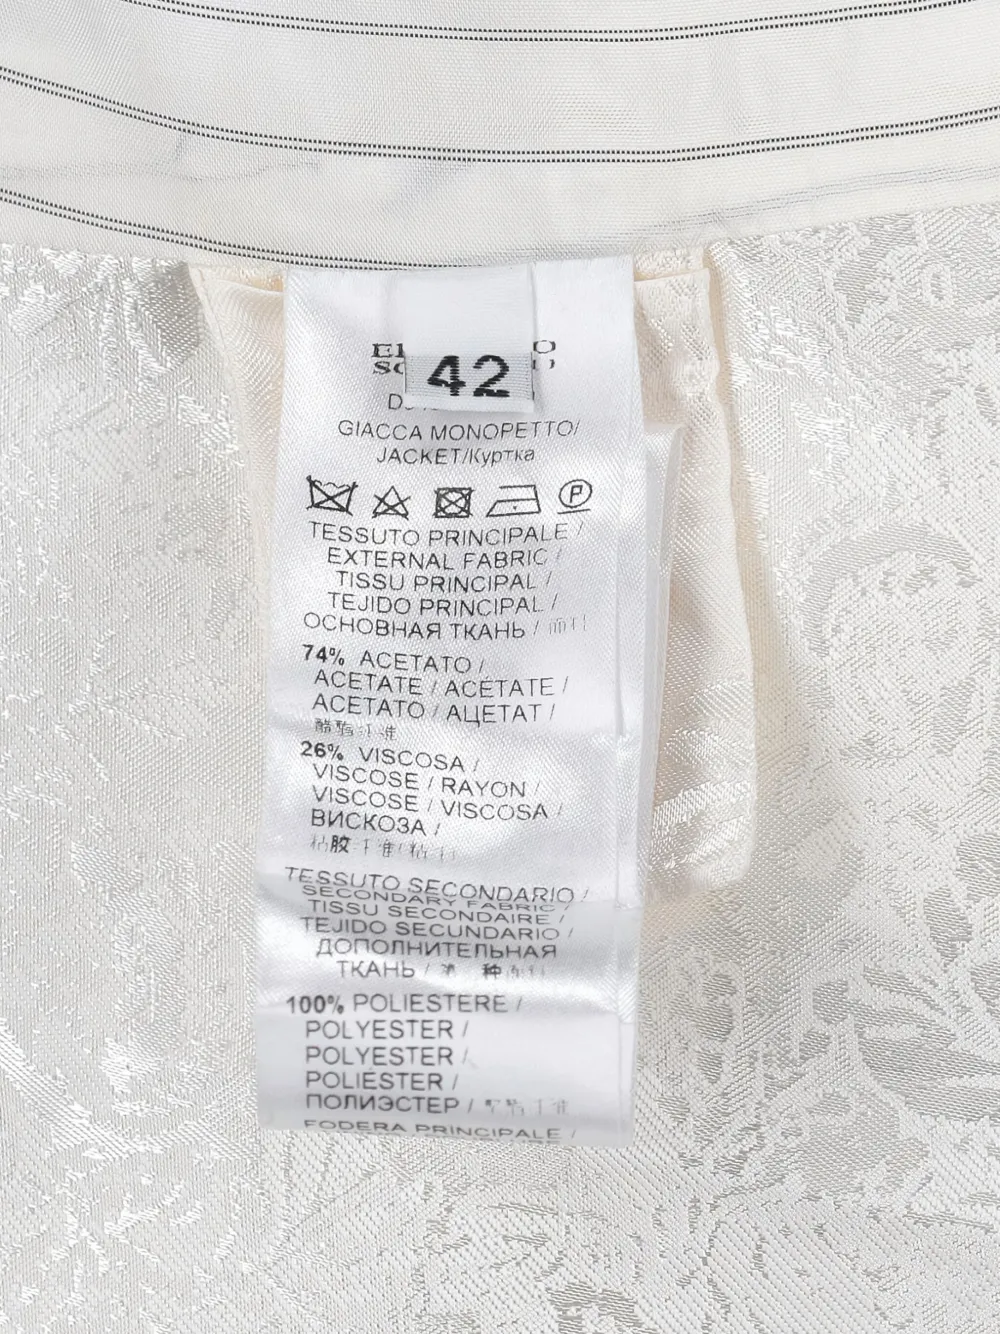 42
GIACCA MONOPETTO/
JACKET/Куртка
P
TESSUTO PRINCIPALE /
EXTERNAL FABRIC /
TISSU PRINCIPAL /
TEJIDO PRINCIPAL /
ОСНОВНАЯ ТКАНЬ /
74% ACETATO /
ACETATE / ACÉTATE /
ACETATO / АЦЕТАТ /
26% VISCOSA /
VISCOSE / RAYON /
VISCOSE / VISCOSA /
ВИСКОЗА /
TESSUTO SECONDARIO /
SECONDARY FABRIC /
TISSU SECONDAIRE /
TEJIDO SECUNDARIO /
ДОПОЛНИТЕЛЬНАЯ
ТКАНЬ /
100% POLIESTERE /
POLYESTER /
POLYESTER /
POLIÉSTER /
ПОЛИЭСТЕР /
FODERA PRINCIPALE /